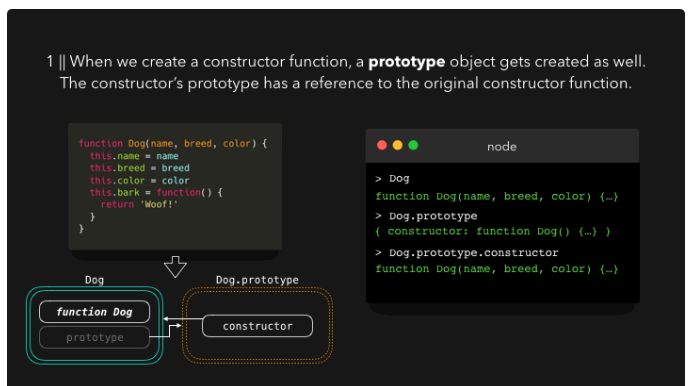 1 || When we create a constructor function, a prototype object gets created as well.
The constructor's prototype has a reference to the original constructor function.
function Dog(name, breed, color) {
this.name = name
this.breed = breed
this.color = color
this.bark = function() {
return 'Woof!'
}
}
Dog
function Dog
prototype
Dog.prototype
constructor
node
> Dog
function Dog(name, breed, color) {…}
> Dog.prototype
{ constructor: function Dog() {…} }
> Dog.prototype.constructor
function Dog(name, breed, color) {…}